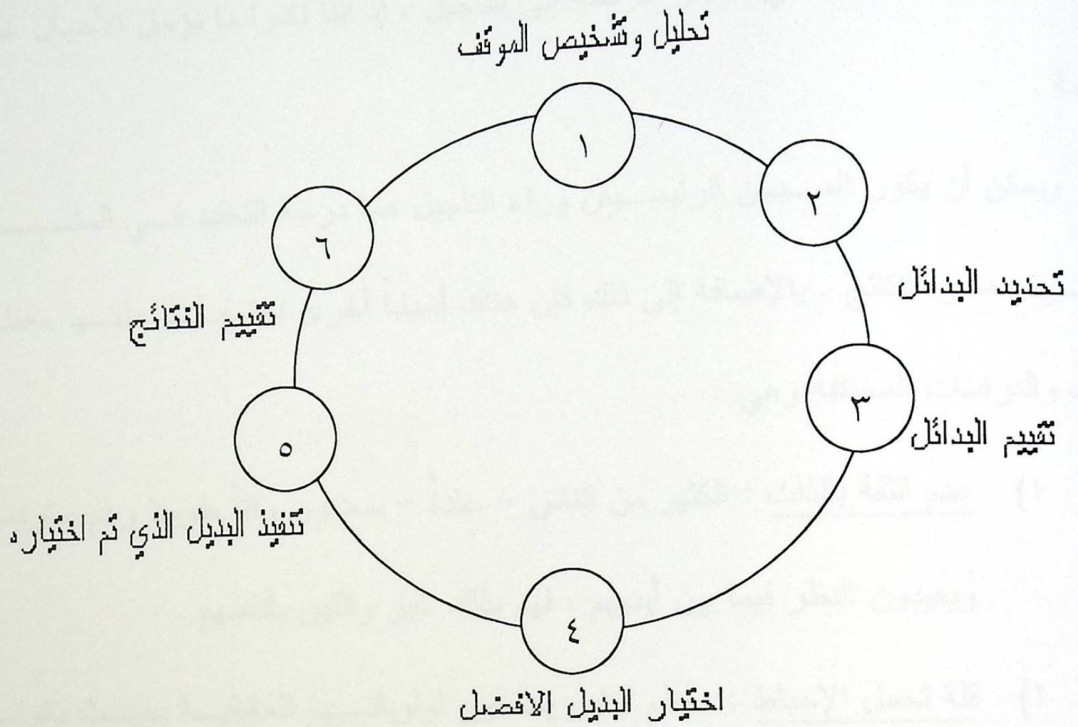 تحليل وتشخيص الموقف
١
٢
تحديد البدائل
٣
تقييم البدائل
٤
اختيار البديل الافضل
٥
تنفيذ البديل الذي تم اختياره
٦
تقييم النتائج